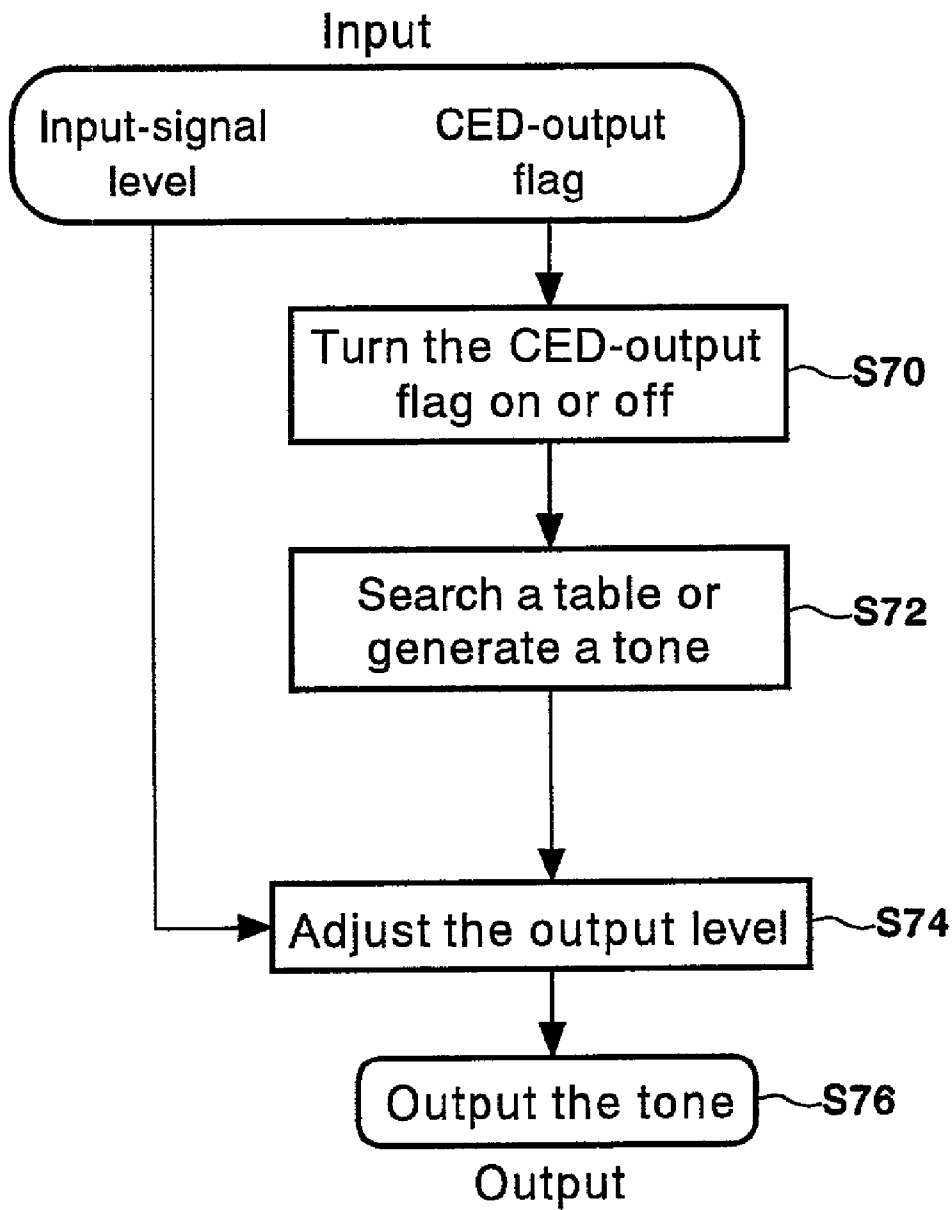 Input
Input-signal level
CED-output flag
Turn the CED-output
flag on or off
S70
Search a table or
generate a tone
S72
Adjust the output level
S74
Output the tone
S76
Output